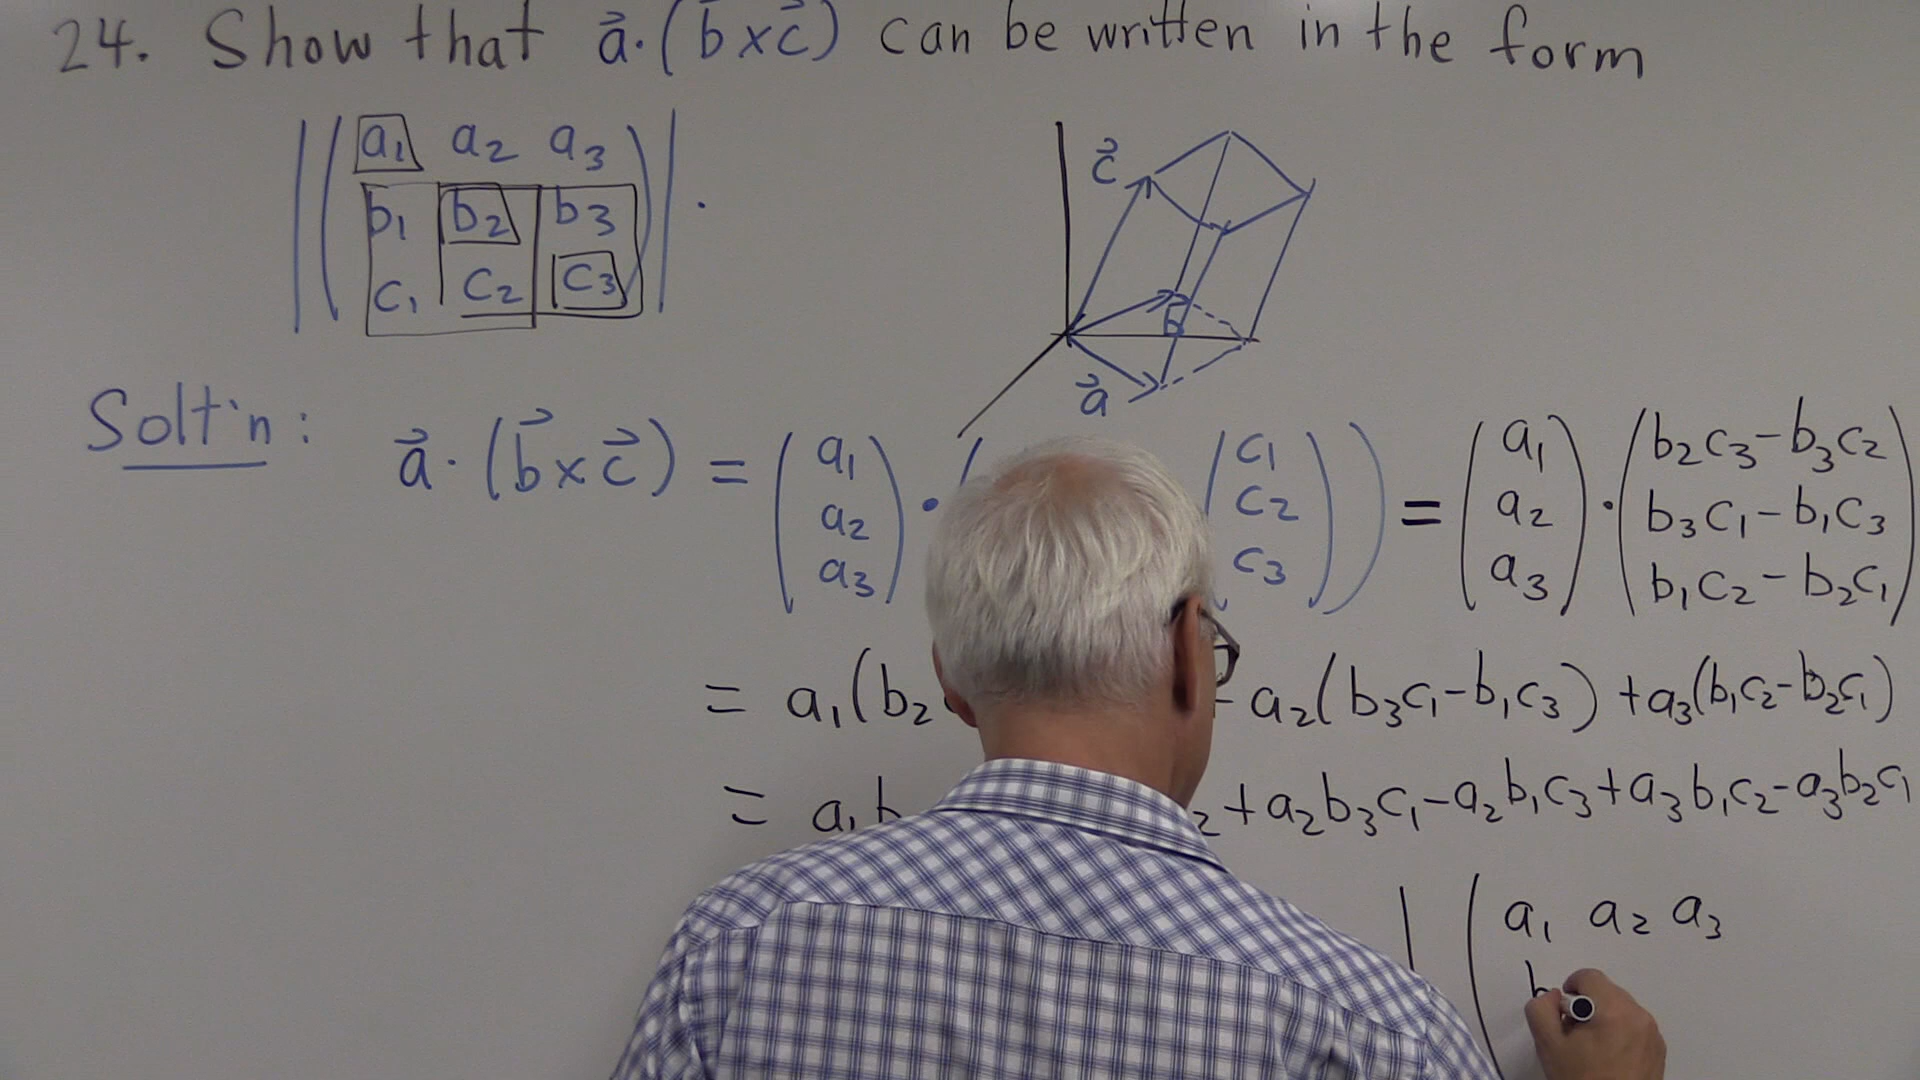 24. Show that a⃗·(b⃗×c⃗) can be written in the form
|( a₁ a₂ a₃
b₁ b₂ b₃
c₁ c₂ c₃ )| .
c⃗
b⃗
a⃗
Solt'n: a⃗·(b⃗×c⃗) = (a₁ a₂ a₃)·( (c₁ c₂ c₃)) = (a₁ a₂ a₃)·(b₂c₃-b₃c₂ b₃c₁-b₁c₃ b₁c₂-b₂c₁)
= a₁(b₂ a₂(b₃c₁-b₁c₃) +a₃(b₁c₂-b₂c₁)
= a₁b ₂+a₂b₃c₁-a₂b₁c₃+a₃b₁c₂-a₃b₂c₁
|( a₁ a₂ a₃
b